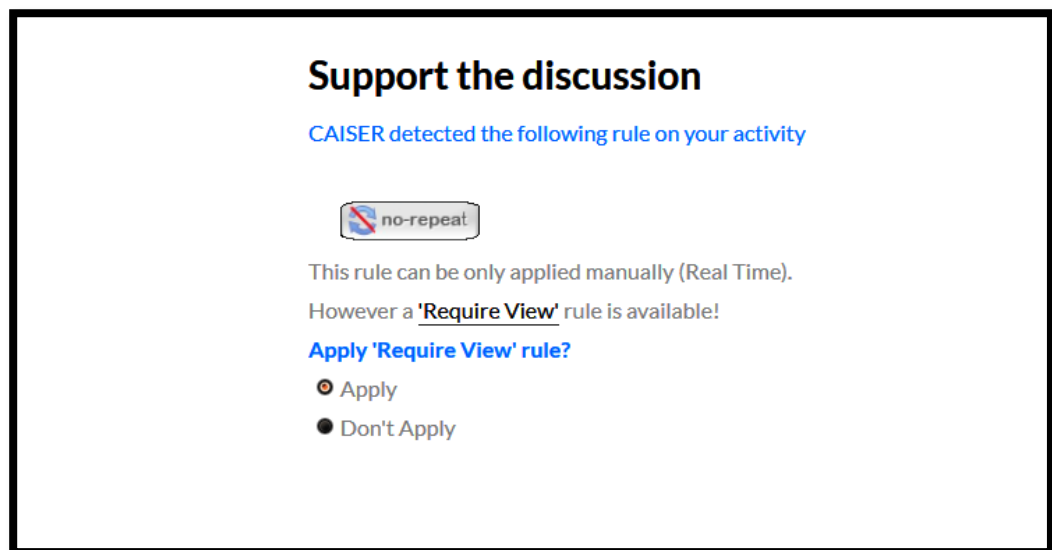 Support the discussion
CAISER detected the following rule on your activity
no-repeat
This rule can be only applied manually (Real Time).
However a 'Require View' rule is available!
Apply 'Require View' rule?
Apply
Don't Apply